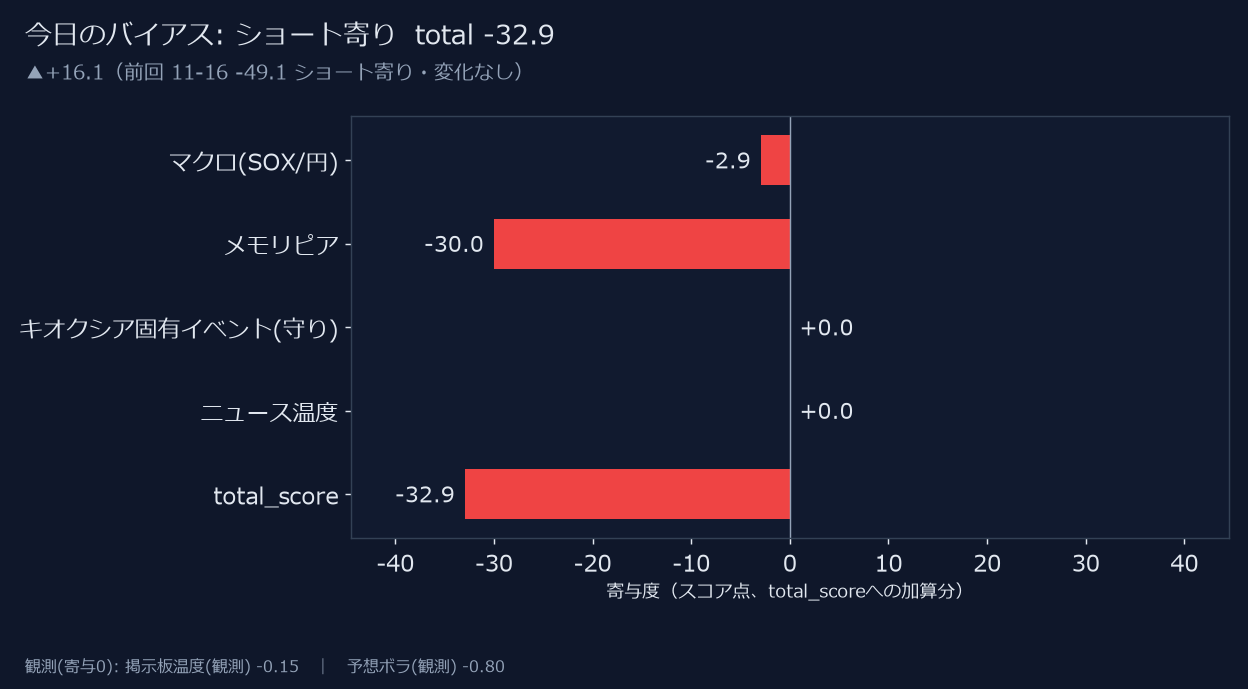 今日のバイアス: ショート寄り  total -32.9
▲+16.1（前回 11-16 -49.1 ショート寄り・変化なし）
マクロ(SOX/円)
-2.9
メモリピア
-30.0
キオクシア固有イベント(守り)
+0.0
ニュース温度
+0.0
total_score
-32.9
-40 -30 -20 -10 0 10 20 30 40
寄与度（スコア点、total_scoreへの加算分）
観測(寄与0): 掲示板温度(観測) -0.15 ｜ 予想ボラ(観測) -0.80